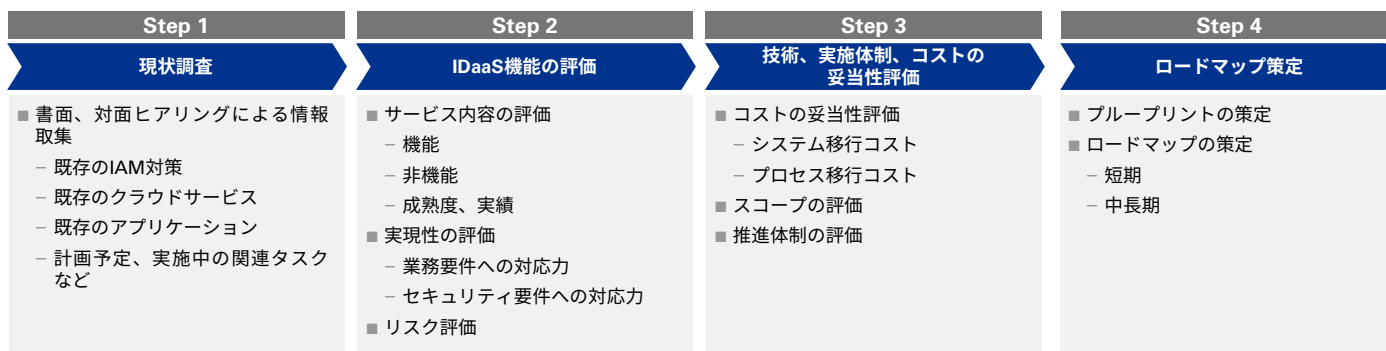 Step 1
現状調査
■ 書面、対面ヒアリングによる情報
取集
– 既存のIAM対策
– 既存のクラウドサービス
– 既存のアプリケーション
– 計画予定、実施中の関連タスク
など
Step 2
IDaaS機能の評価
■ サービス内容の評価
– 機能
– 非機能
– 成熟度、実績
■ 実現性の評価
– 業務要件への対応力
– セキュリティ要件への対応力
■ リスク評価
Step 3
技術、実施体制、コストの
妥当性評価
■ コストの妥当性評価
– システム移行コスト
– プロセス移行コスト
■ スコープの評価
■ 推進体制の評価
Step 4
ロードマップ策定
■ プループリントの策定
■ ロードマップの策定
– 短期
– 中長期